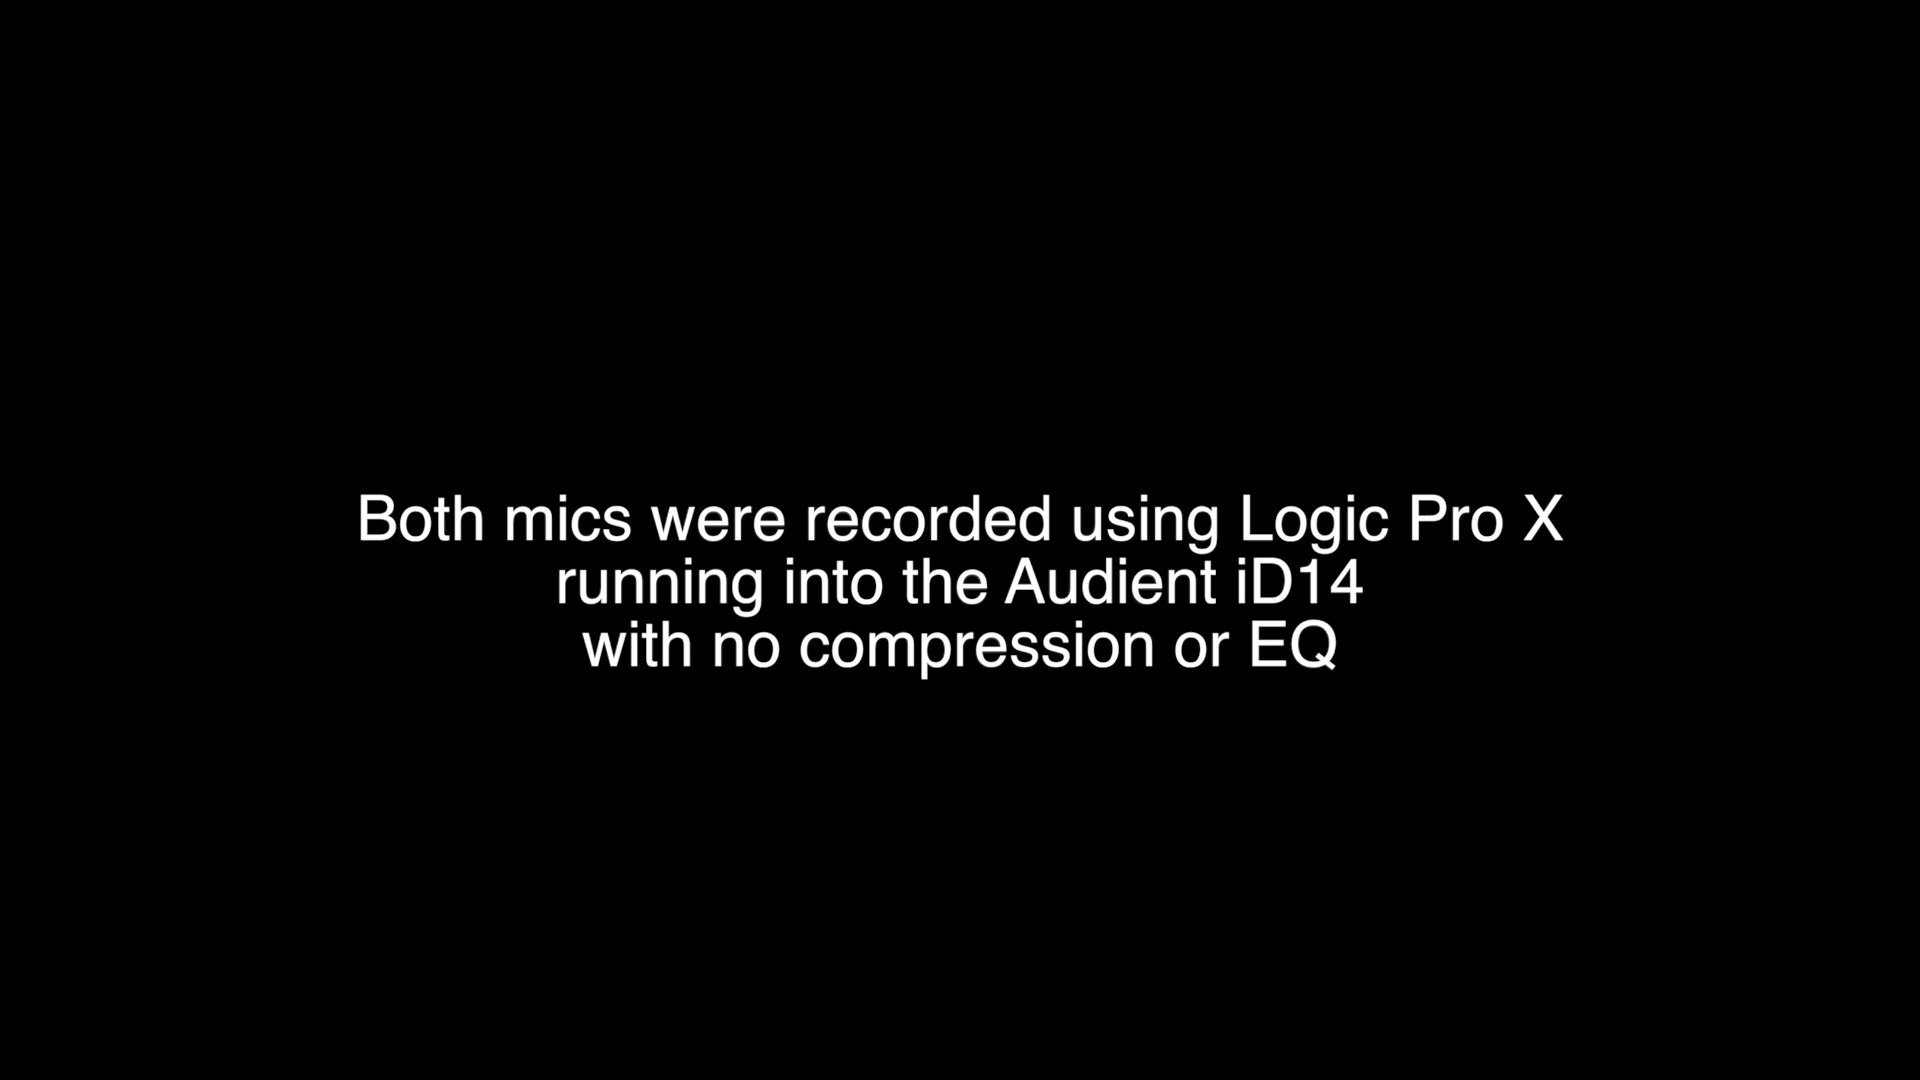 Both mics were recorded using Logic Pro X
running into the Audient iD14
with no compression or EQ